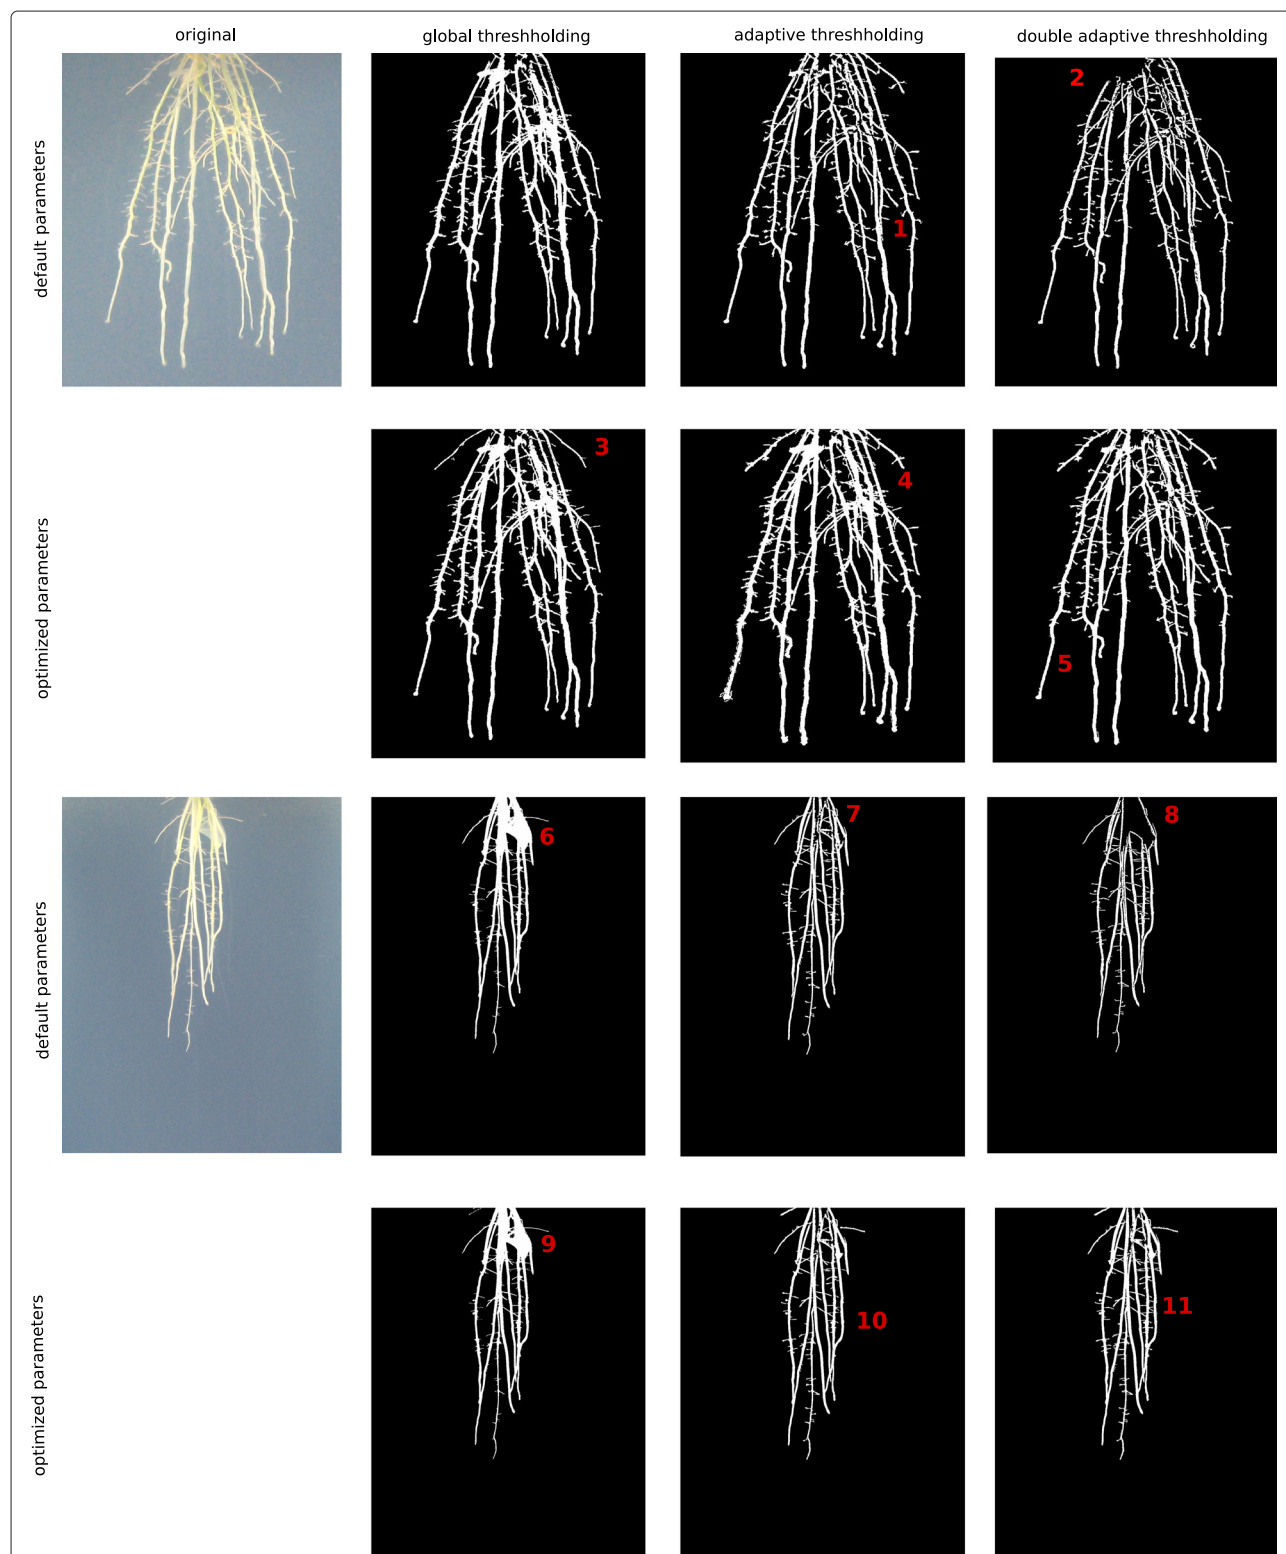 original
global threshholding
adaptive threshholding
double adaptive threshholding
default parameters
1
2
optimized parameters
3
4
5
default parameters
6
7
8
optimized parameters
9
10
11